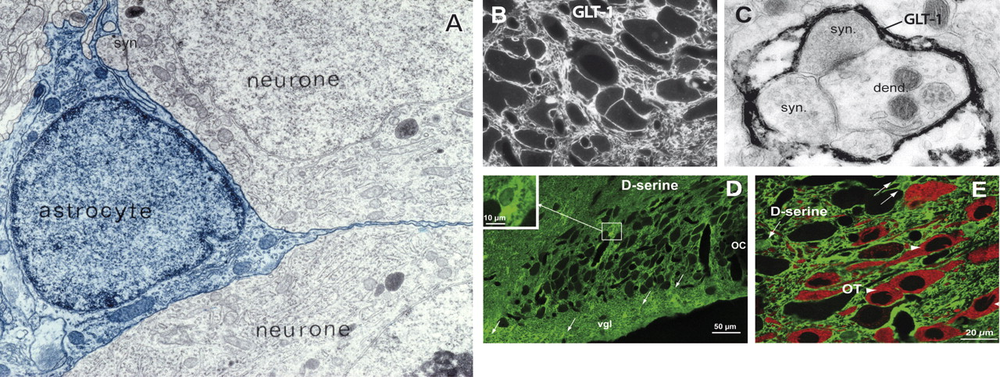 A
syn.
neurone
astrocyte
neurone
B
GLT-1
C
GLT-1
syn.
dend.
syn.
D-serine
D
10 µm
OC
vgl
50 µm
E
D-serine
OT
20 µm